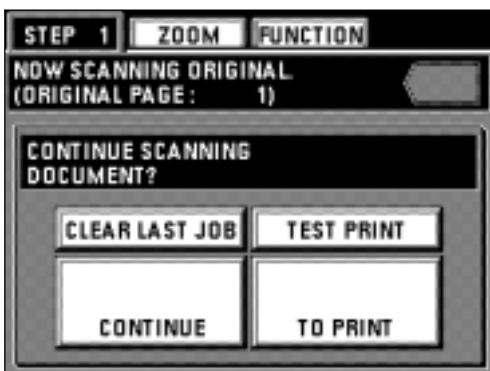 STEP 1 ZOOM FUNCTION
NOW SCANNING ORIGINAL.
(ORIGINAL PAGE: 1)
CONTINUE SCANNING
DOCUMENT?
CLEAR LAST JOB TEST PRINT
CONTINUE TO PRINT